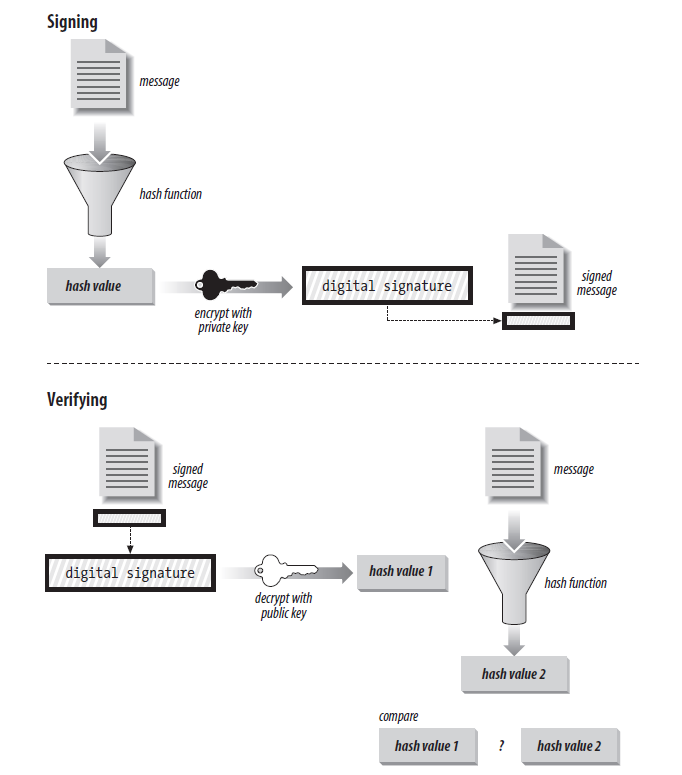 Signing
message
hash function
hash value
encrypt with
private key
digital signature
signed
message
Verifying
signed
message
message
digital signature
decrypt with
public key
hash value 1
hash function
hash value 2
compare
hash value 1
?
hash value 2